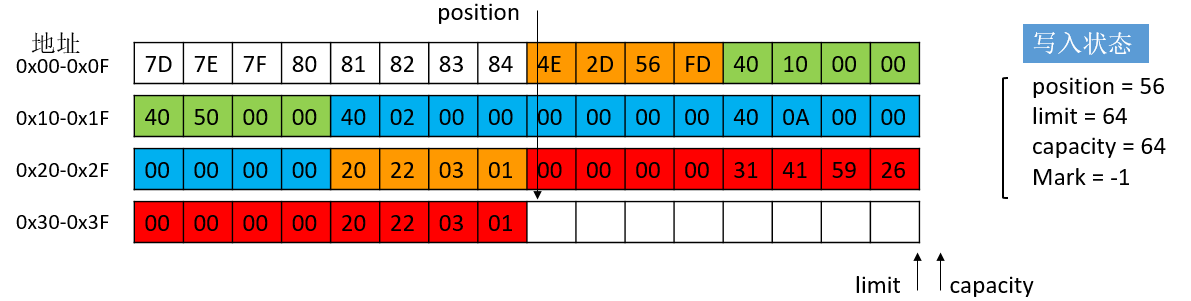 position
地址
写入状态
0x00-0x0F 7D 7E 7F 80 81 82 83 84 4E 2D 56 FD 40 10 00 00
position = 56
0x10-0x1F 40 50 00 00 40 02 00 00 00 00 00 00 40 0A 00 00
limit = 64
capacity = 64
0x20-0x2F 00 00 00 00 20 22 03 01 00 00 00 00 31 41 59 26
Mark = -1
0x30-0x3F 00 00 00 00 20 22 03 01
limit
capacity